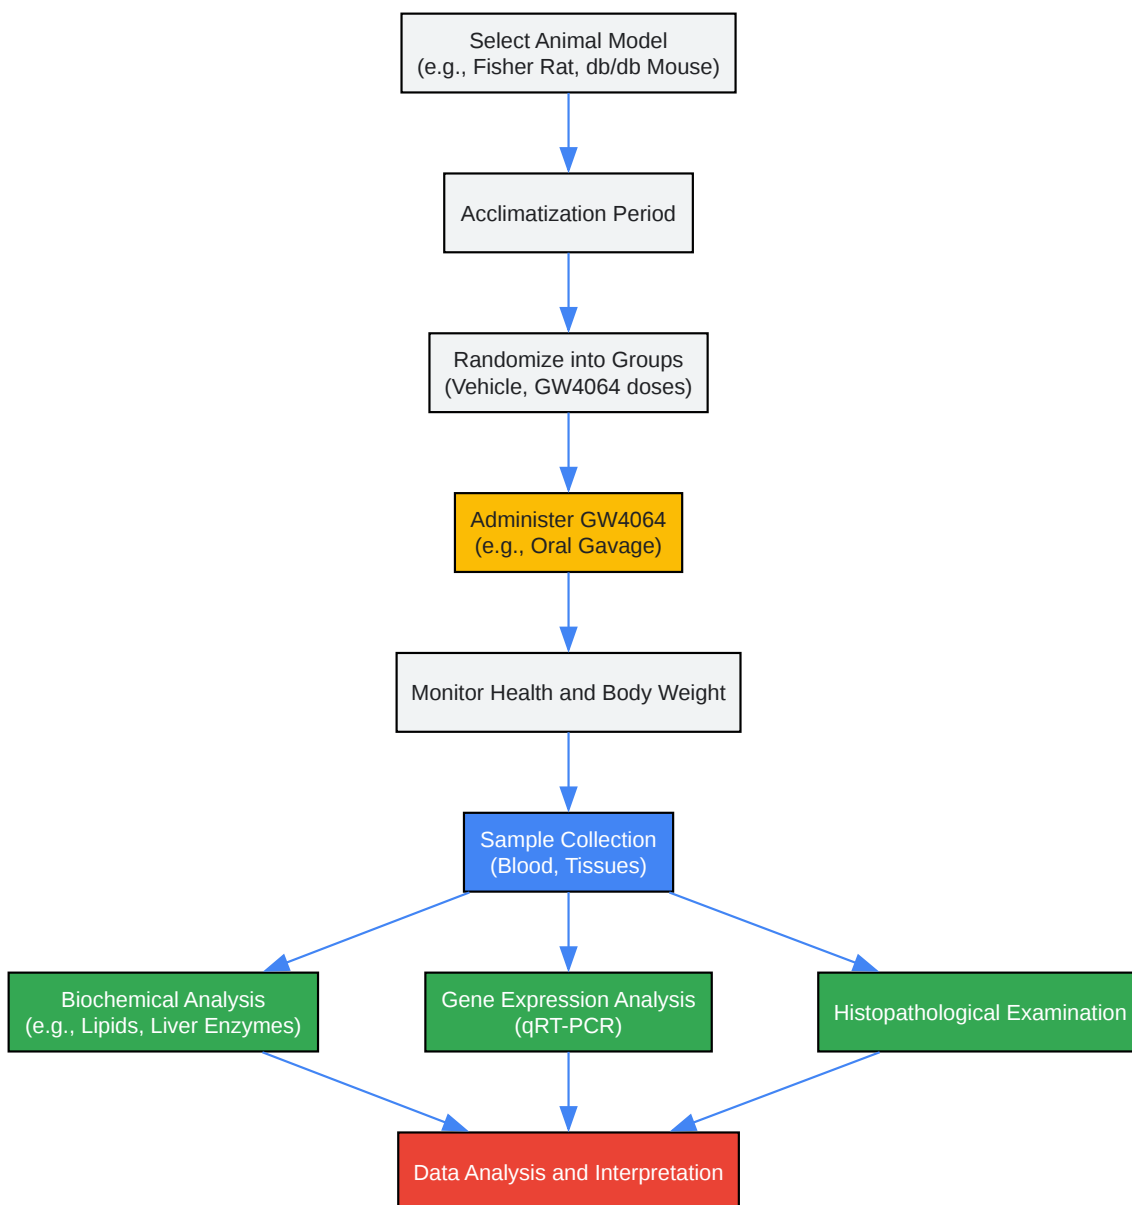 Select Animal Model
(e.g., Fisher Rat, db/db Mouse)
Acclimatization Period
Randomize into Groups
(Vehicle, GW4064 doses)
Administer GW4064
(e.g., Oral Gavage)
Monitor Health and Body Weight
Sample Collection
(Blood, Tissues)
Biochemical Analysis
(e.g., Lipids, Liver Enzymes)
Gene Expression Analysis
(qRT-PCR)
Histopathological Examination
Data Analysis and Interpretation